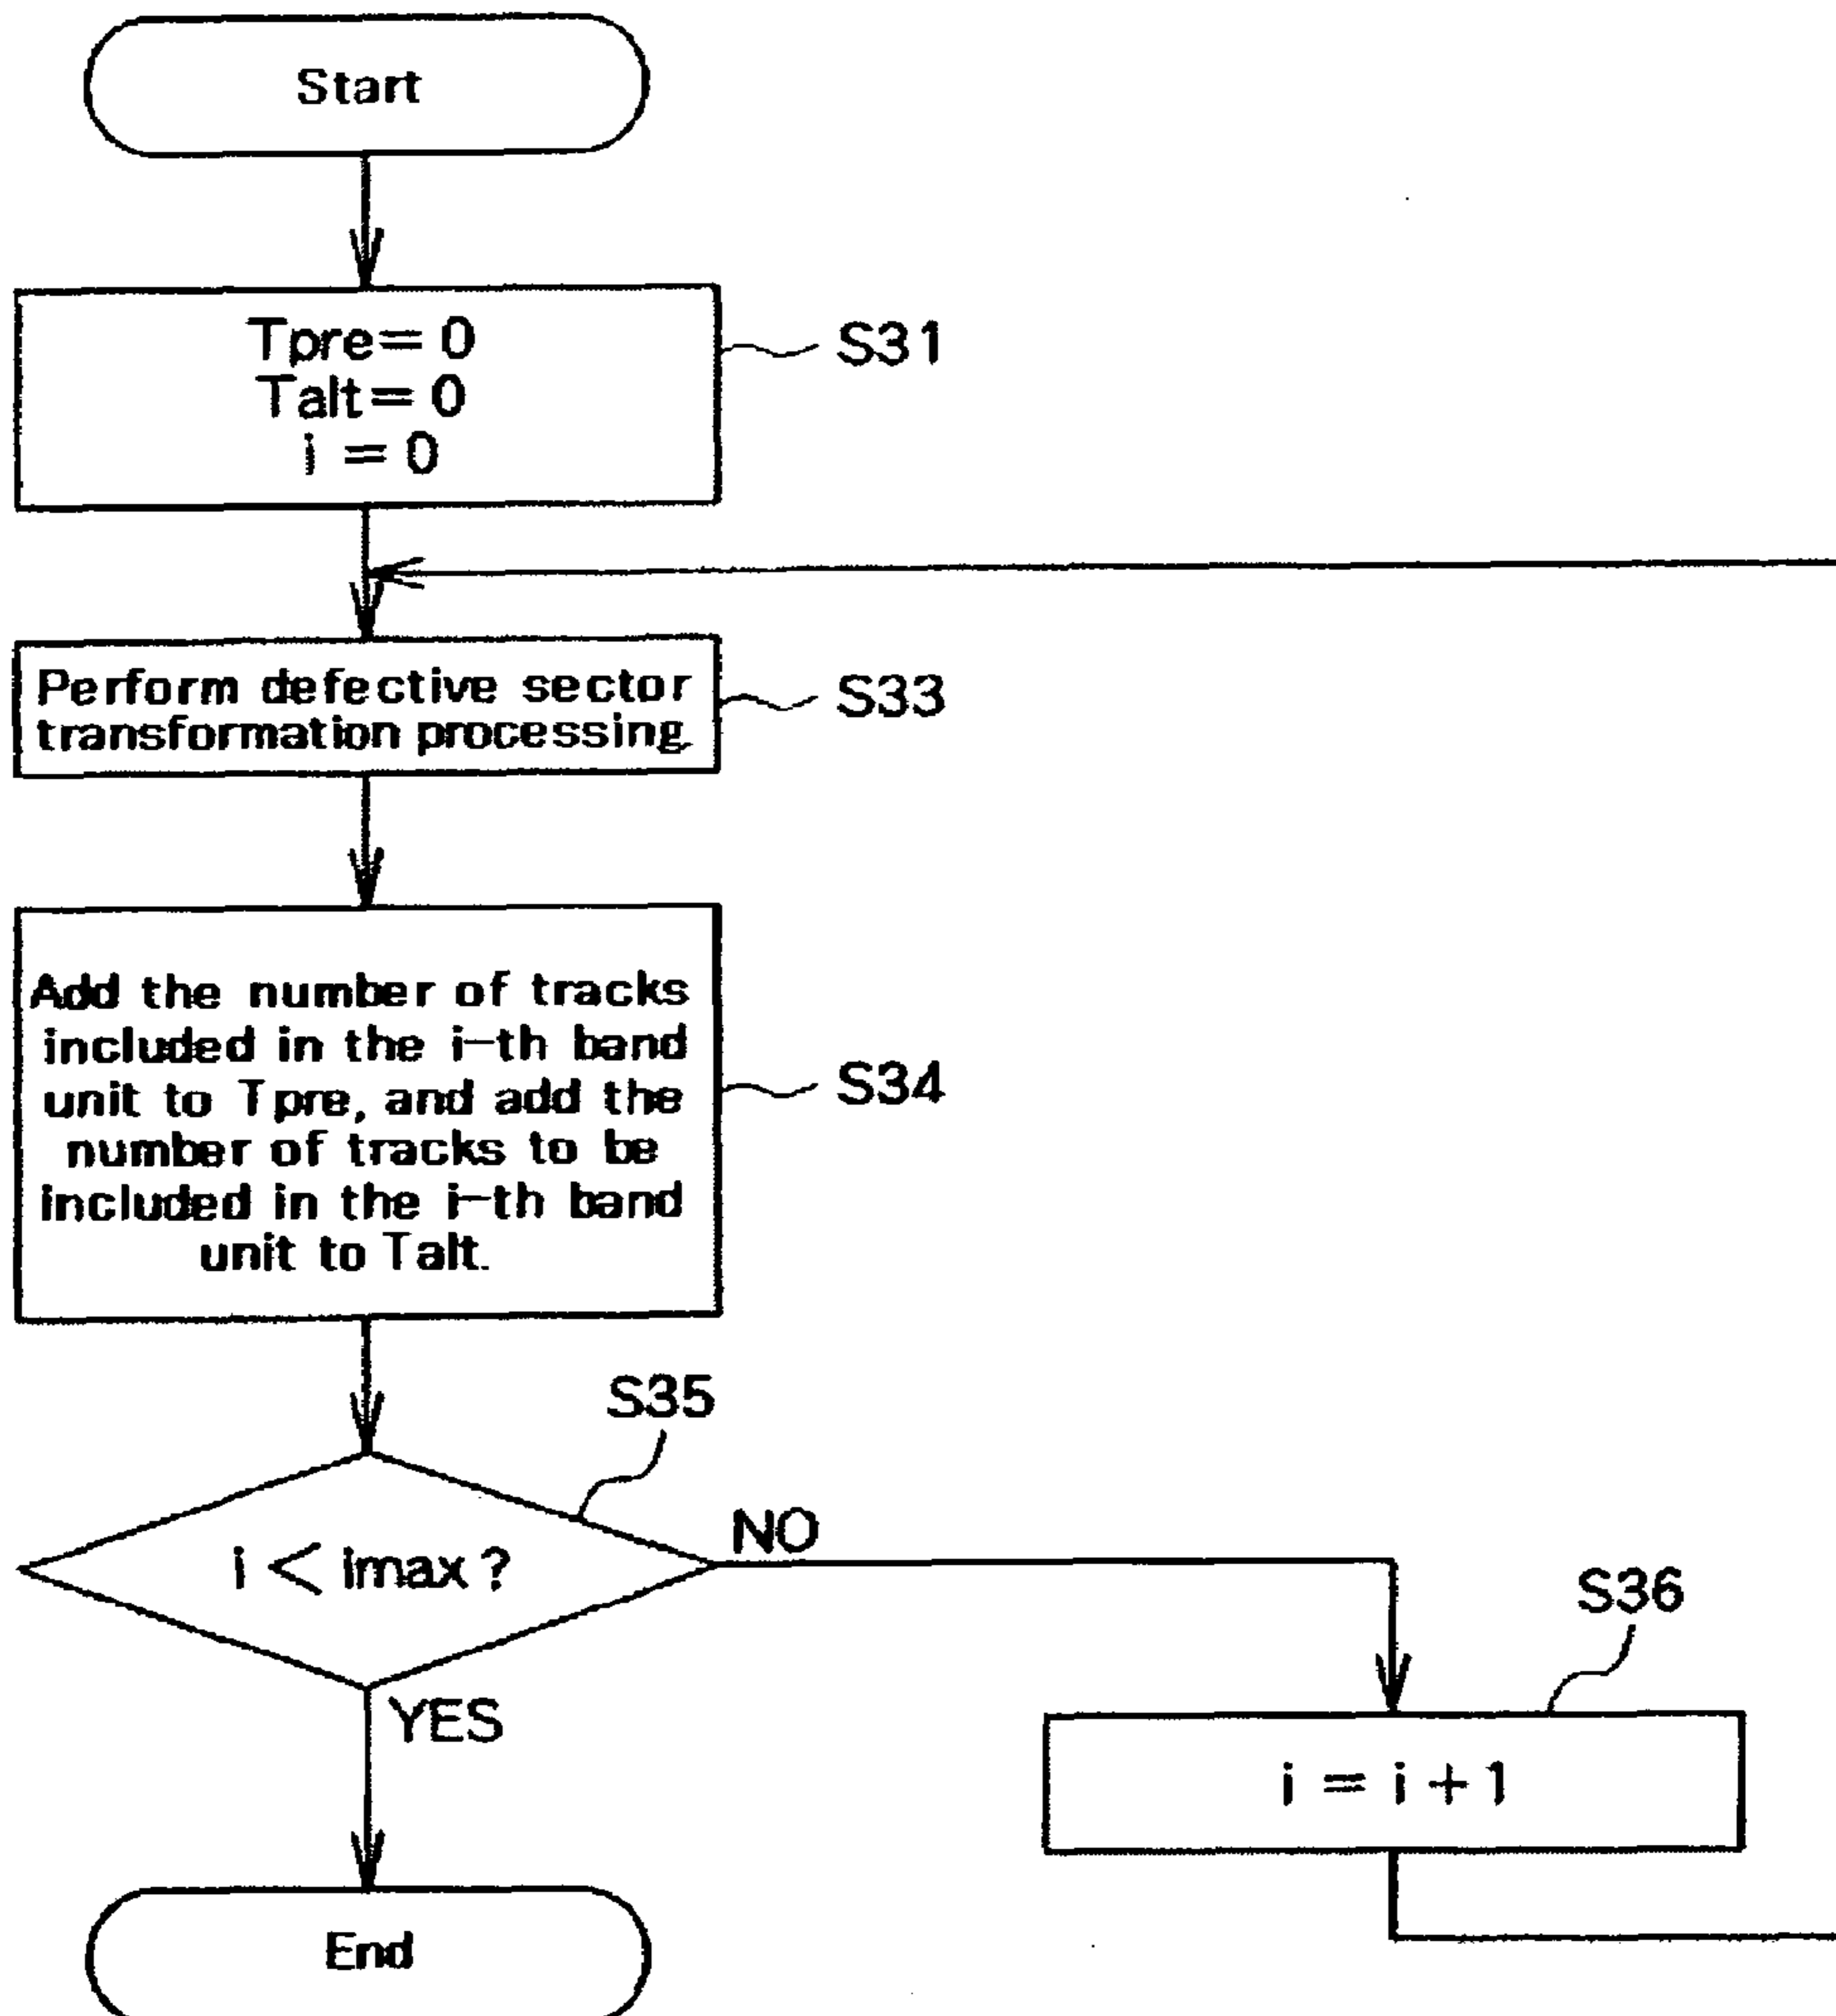 Start
Tpre = 0
Talt = 0
i = 0
S31
Perform defective sector
transformation processing.
S33
Add the number of tracks
included in the i-th band
unit to Tpre, and add the
number of tracks to be
included in the i-th band
unit to Talt.
S34
S35
i < imax ?
NO
YES
S36
i = i + 1
End